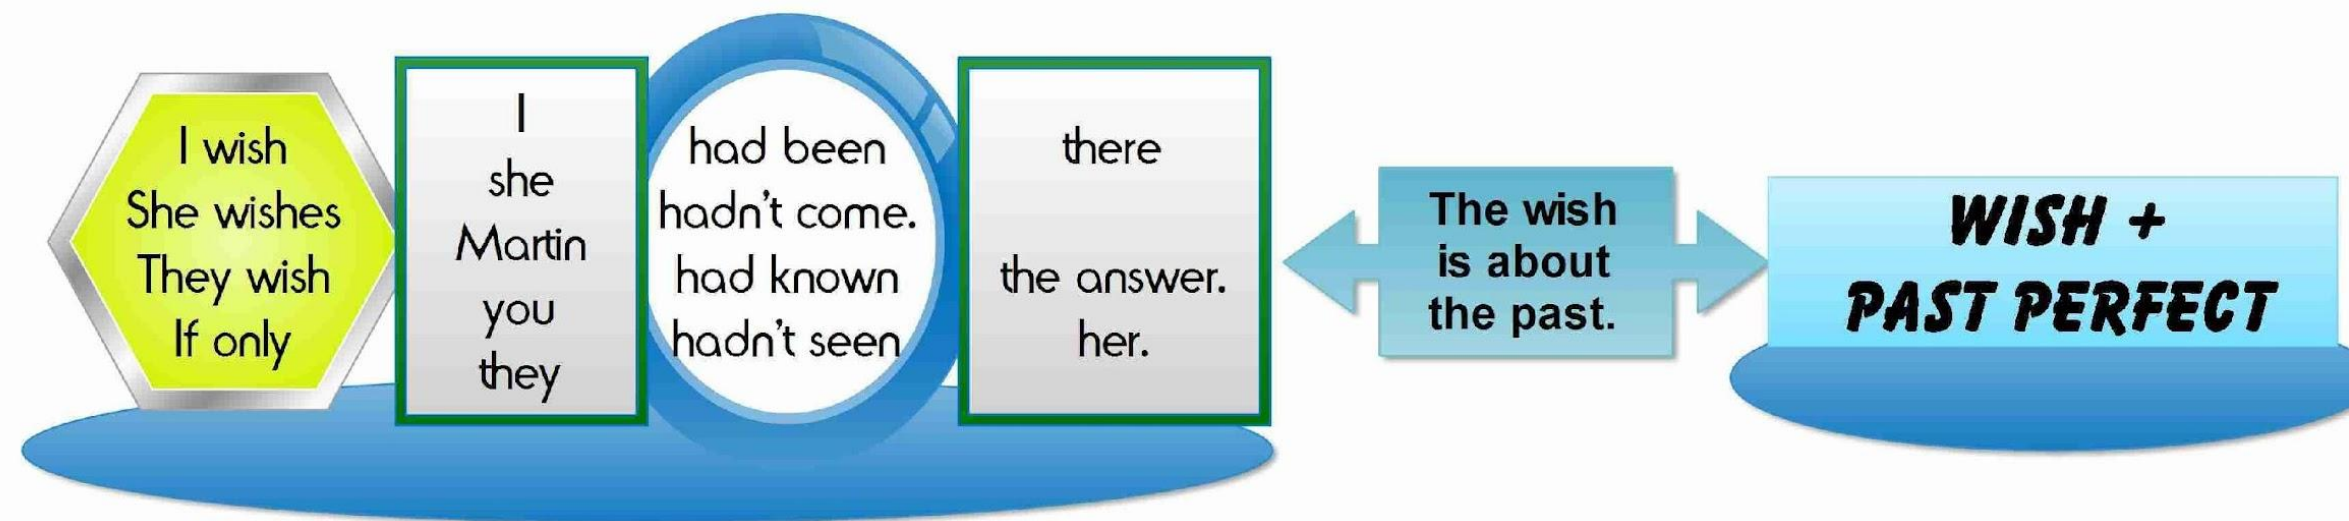 I wish
She wishes
They wish
If only
I
she
Martin
you
they
had been
hadn't come.
had known
hadn't seen
there
the answer.
her.
The wish
is about
the past.
WISH +
PAST PERFECT